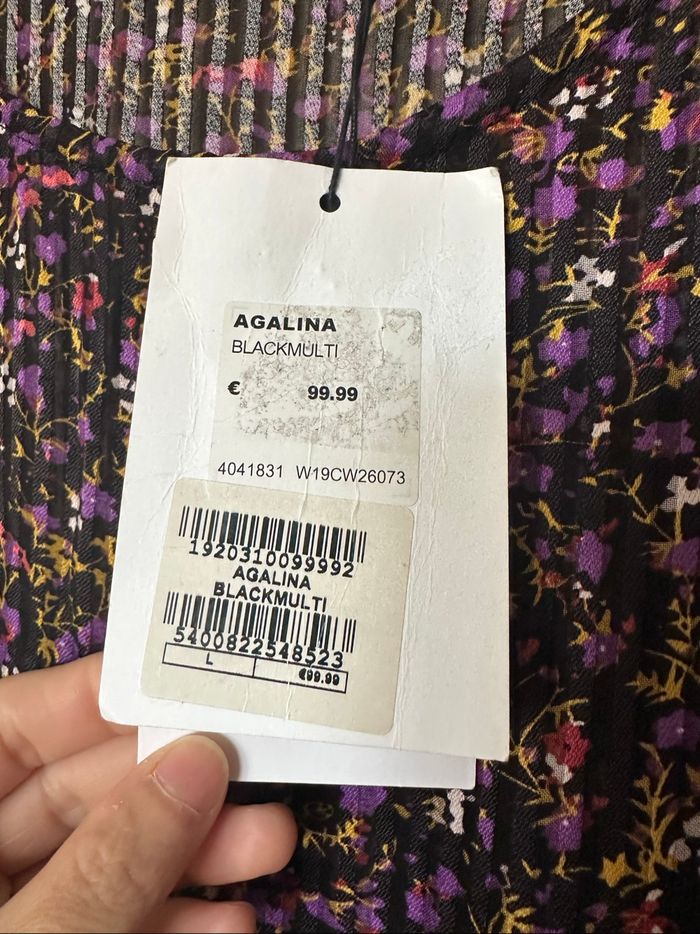 AGALINA
BLACKMULTI
€ 99.99
4041831 W19CW26073
1920310099992
AGALINA
BLACKMULTI
5400822548523
L €99.99